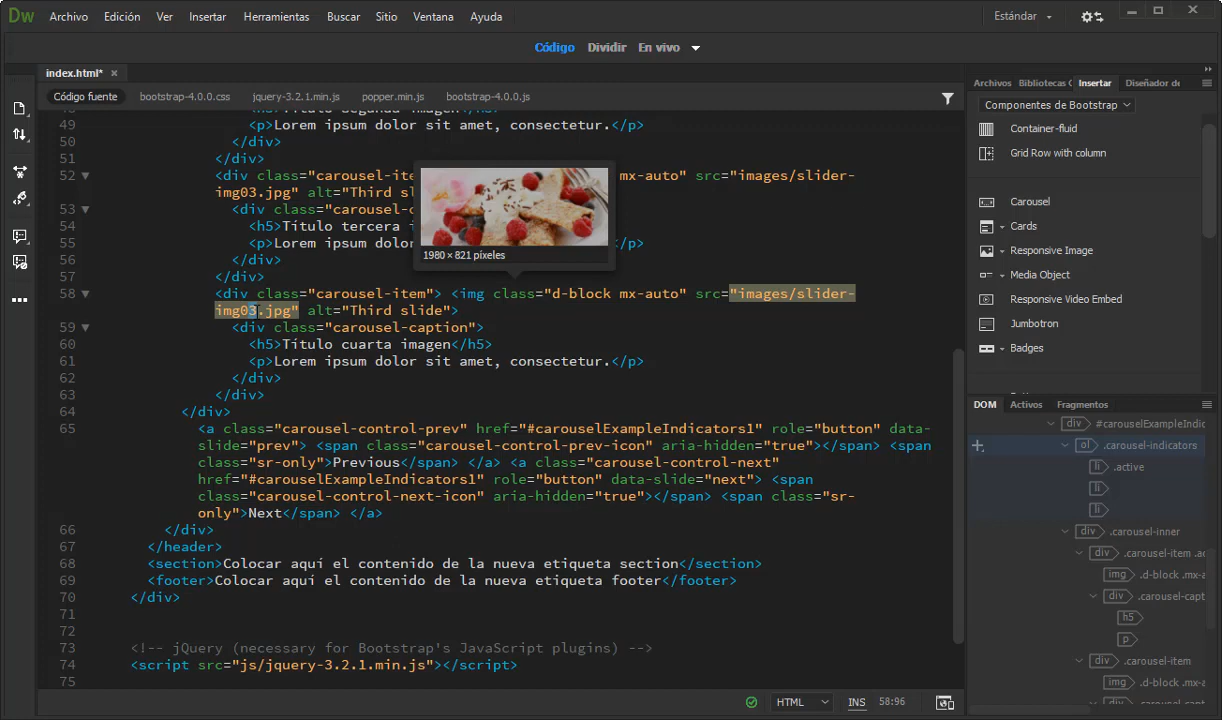 Dw Archivo Edición Ver Insertar Herramientas Buscar Sitio Ventana Ayuda Estándar
Código Dividir En vivo
index.html*
Código fuente bootstrap-4.0.0.css jquery-3.2.1.min.js popper.min.js bootstrap-4.0.0.js
49 <p>Lorem ipsum dolor sit amet, consectetur.</p>
50 </div>
51 </div>
52 <div class="carousel-ite mx-auto" src="images/slider-
img03.jpg" alt="Third sl
53 <div class="carousel-c
54 <h5>Título tercera i
55 <p>Lorem ipsum dolor </p>
56 </div>
57 </div>
1980 × 821 píxeles
58 <div class="carousel-item"> <img class="d-block mx-auto" src="images/slider-
img03.jpg" alt="Third slide">
59 <div class="carousel-caption">
60 <h5>Título cuarta imagen</h5>
61 <p>Lorem ipsum dolor sit amet, consectetur.</p>
62 </div>
63 </div>
64 </div>
65 <a class="carousel-control-prev" href="#carouselExampleIndicators1" role="button" data-
slide="prev"> <span class="carousel-control-prev-icon" aria-hidden="true"></span> <span
class="sr-only">Previous</span> </a> <a class="carousel-control-next"
href="#carouselExampleIndicators1" role="button" data-slide="next"> <span
class="carousel-control-next-icon" aria-hidden="true"></span> <span class="sr-
only">Next</span> </a>
66 </div>
67 </header>
68 <section>Colocar aquí el contenido de la nueva etiqueta section</section>
69 <footer>Colocar aquí el contenido de la nueva etiqueta footer</footer>
70 </div>
71
72
73 <!-- jQuery (necessary for Bootstrap's JavaScript plugins) -->
74 <script src="js/jquery-3.2.1.min.js"></script>
75
HTML INS 58:96
Archivos Bibliotecas C Insertar Diseñador de
Componentes de Bootstrap
Container-fluid
Grid Row with column
Carousel
Cards
Responsive Image
Media Object
Responsive Video Embed
Jumbotron
Badges
DOM Activos Fragmentos
div #carouselExampleIndic
ol .carousel-indicators
li .active
li
li
div .carousel-inner
div .carousel-item .ac
img .d-block .mx-a
div .carousel-capt
h5
p
div .carousel-item
img .d-block .mx-a